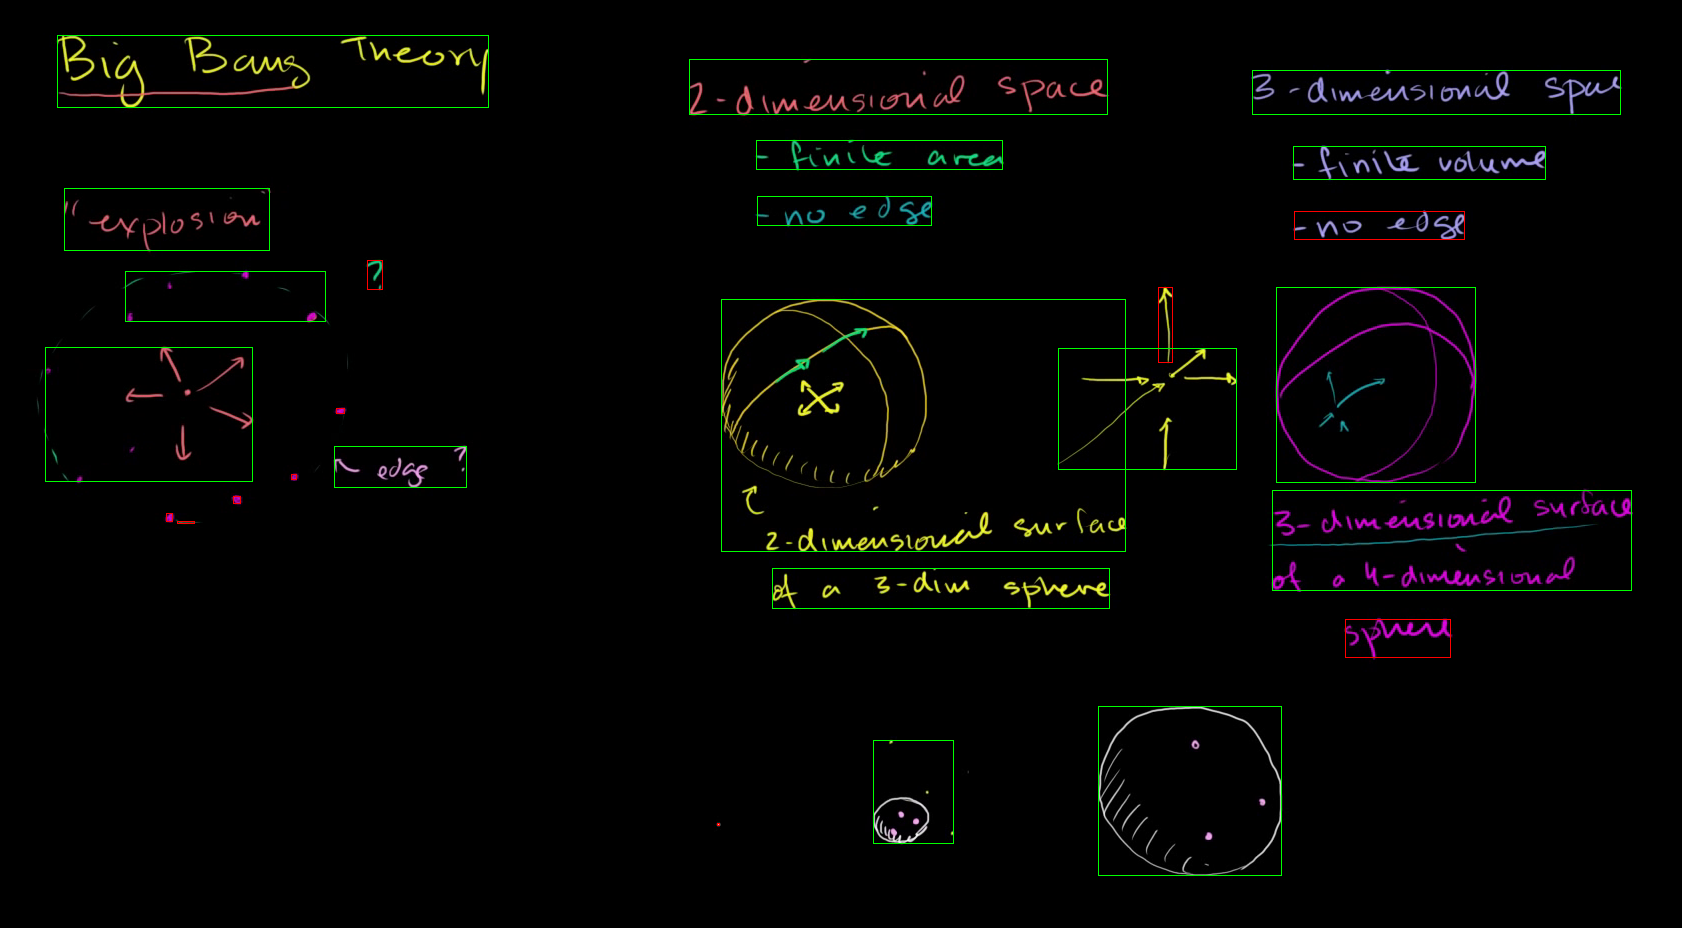 Big Bang Theory
"explosion"
?
edge ?
2-dimensional space
- finite area
- no edge
2-dimensional surface
of a 3-dim sphere
3-dimensional space
- finite volume
- no edge
3-dimensional surface
of a 4-dimensional
sphere